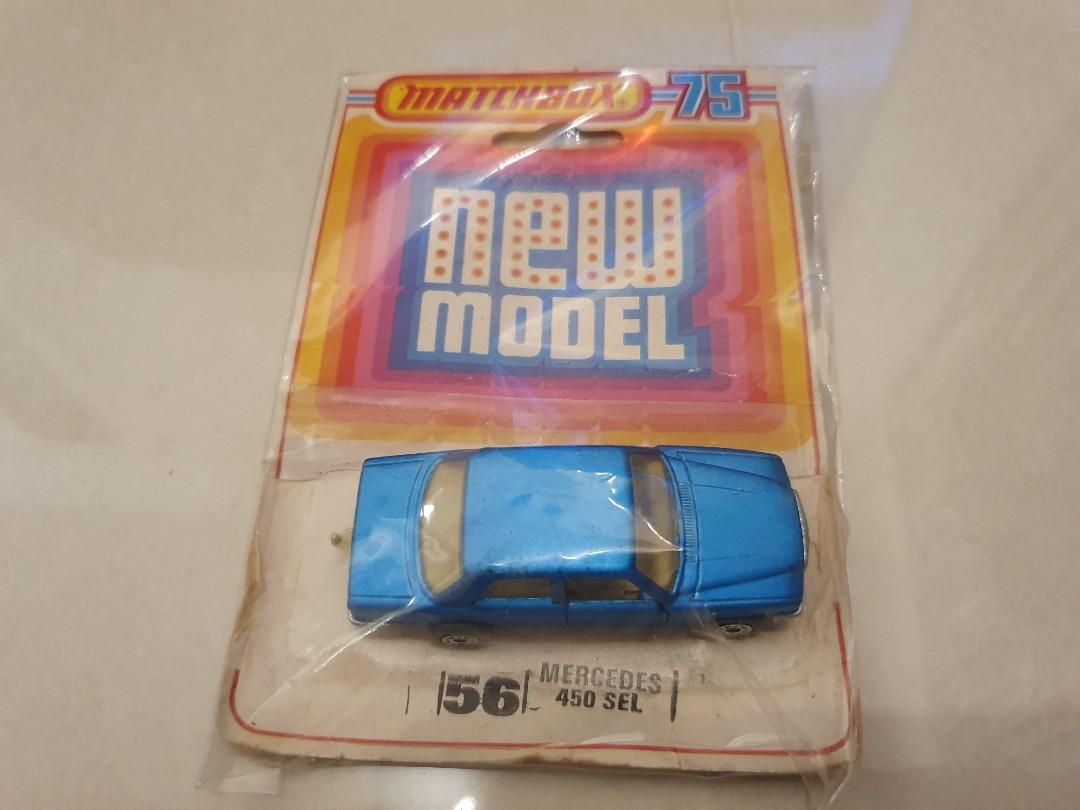 MATCHBOX® 75
new
MODEL
56 MERCEDES
450 SEL